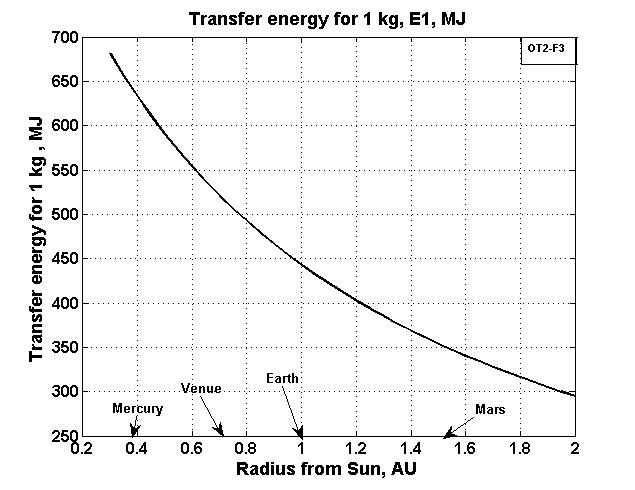 Transfer energy for 1 kg, E1, MJ
OT2-F3
Transfer energy for 1 kg , MJ
700
650
600
550
500
450
400
350
300
250
Mercury
Venue
Earth
Mars
0.2 0.4 0.6 0.8 1 1.2 1.4 1.6 1.8 2
Radius from Sun, AU